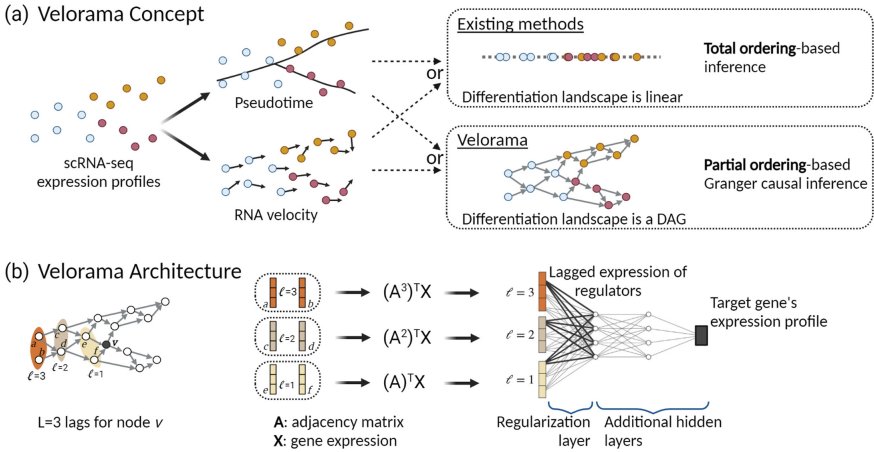 (a) Velorama Concept
scRNA-seq
expression profiles
Pseudotime
RNA velocity
or
or
Existing methods
Total ordering-based
inference
Differentiation landscape is linear
Velorama
Partial ordering-based
Granger causal inference
Differentiation landscape is a DAG
(b) Velorama Architecture
a
b
c
d
e
f
v
ℓ=3
ℓ=2
ℓ=1
L=3 lags for node v
a ℓ=3 b
c ℓ=2 d
e ℓ=1 f
(A³)ᵀX
(A²)ᵀX
(A)ᵀX
A: adjacency matrix
X: gene expression
ℓ = 3
ℓ = 2
ℓ = 1
Lagged expression of
regulators
Target gene's
expression profile
Regularization
layer
Additional hidden
layers